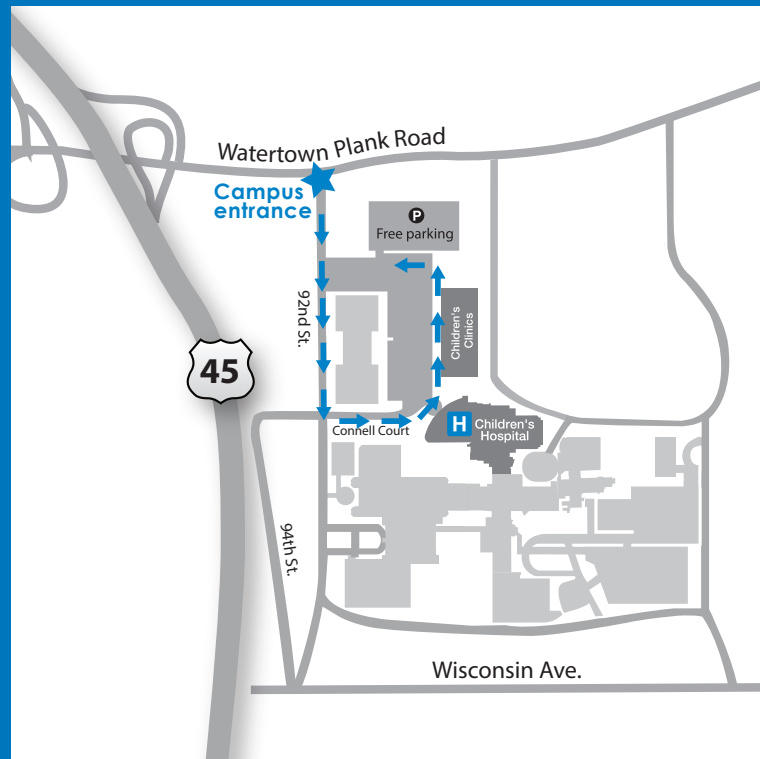 Watertown Plank Road
Campus
entrance
P
Free parking
92nd St.
Children's
Clinics
45
H
Children's
Hospital
Connell Court
94th St.
Wisconsin Ave.